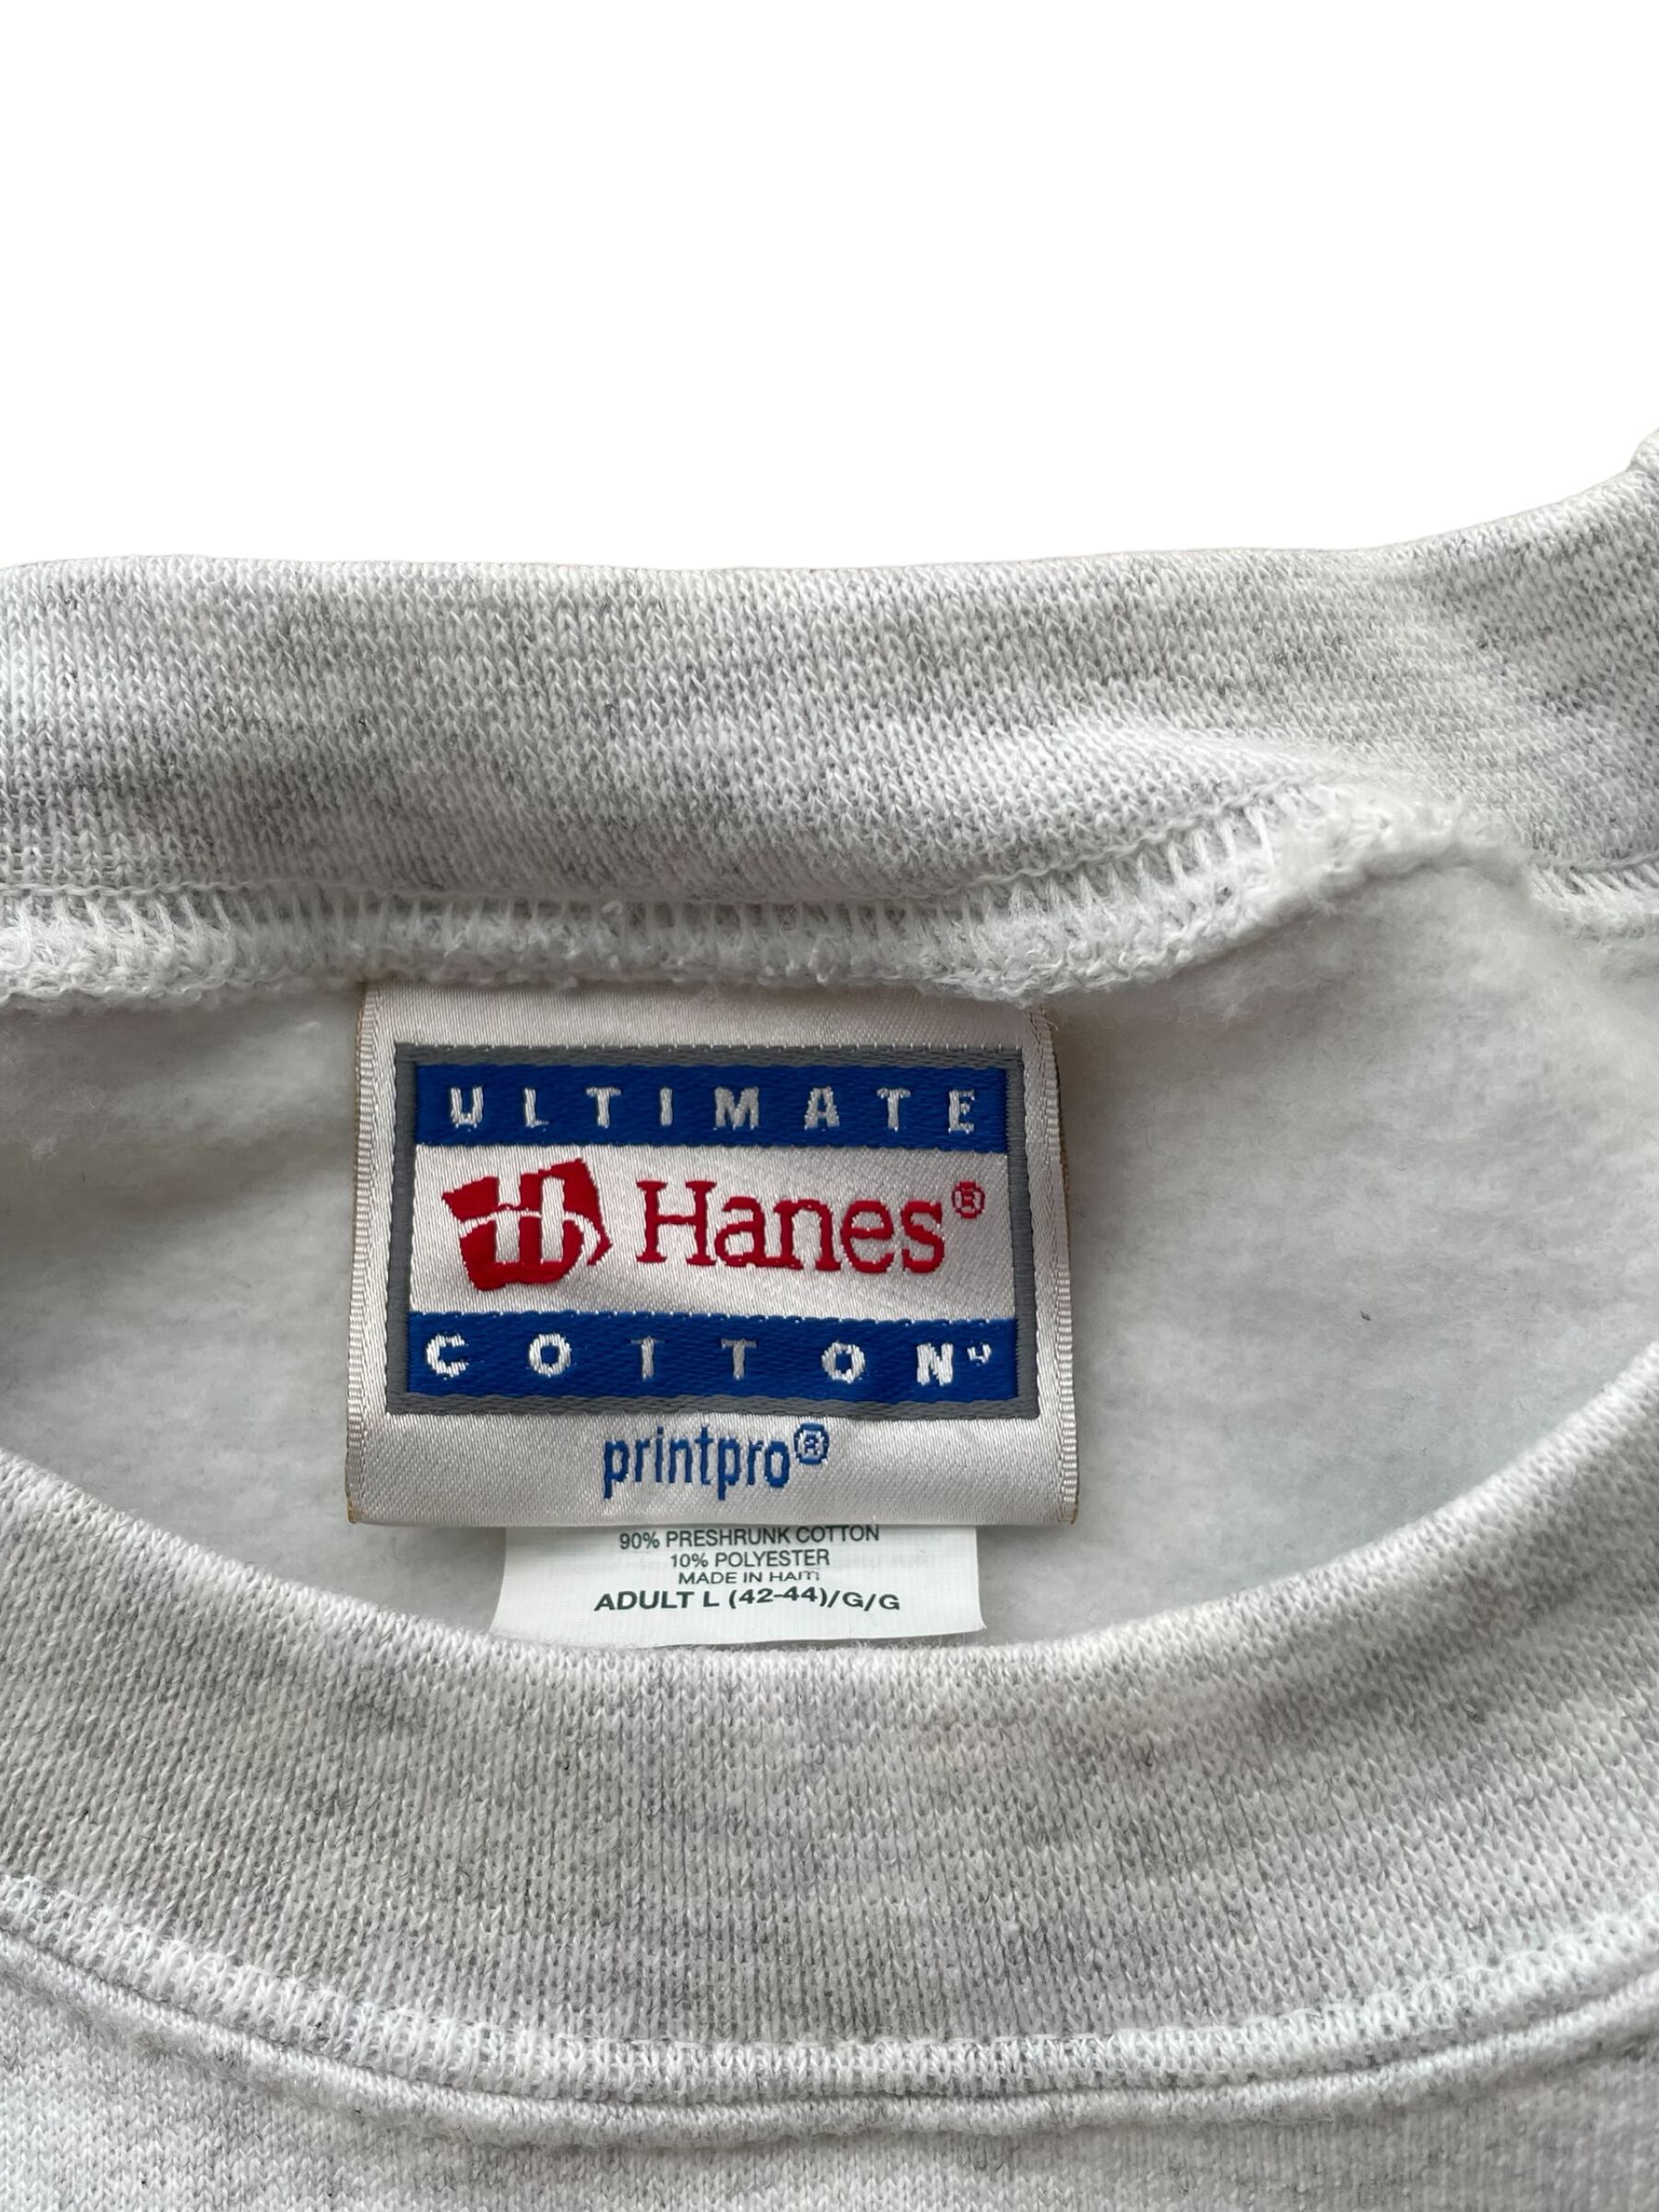 ULTIMATE
Hanes®
COTTON
printpro®
90% PRESHRUNK COTTON
10% POLYESTER
MADE IN HAITI
ADULT L (42-44)/G/G